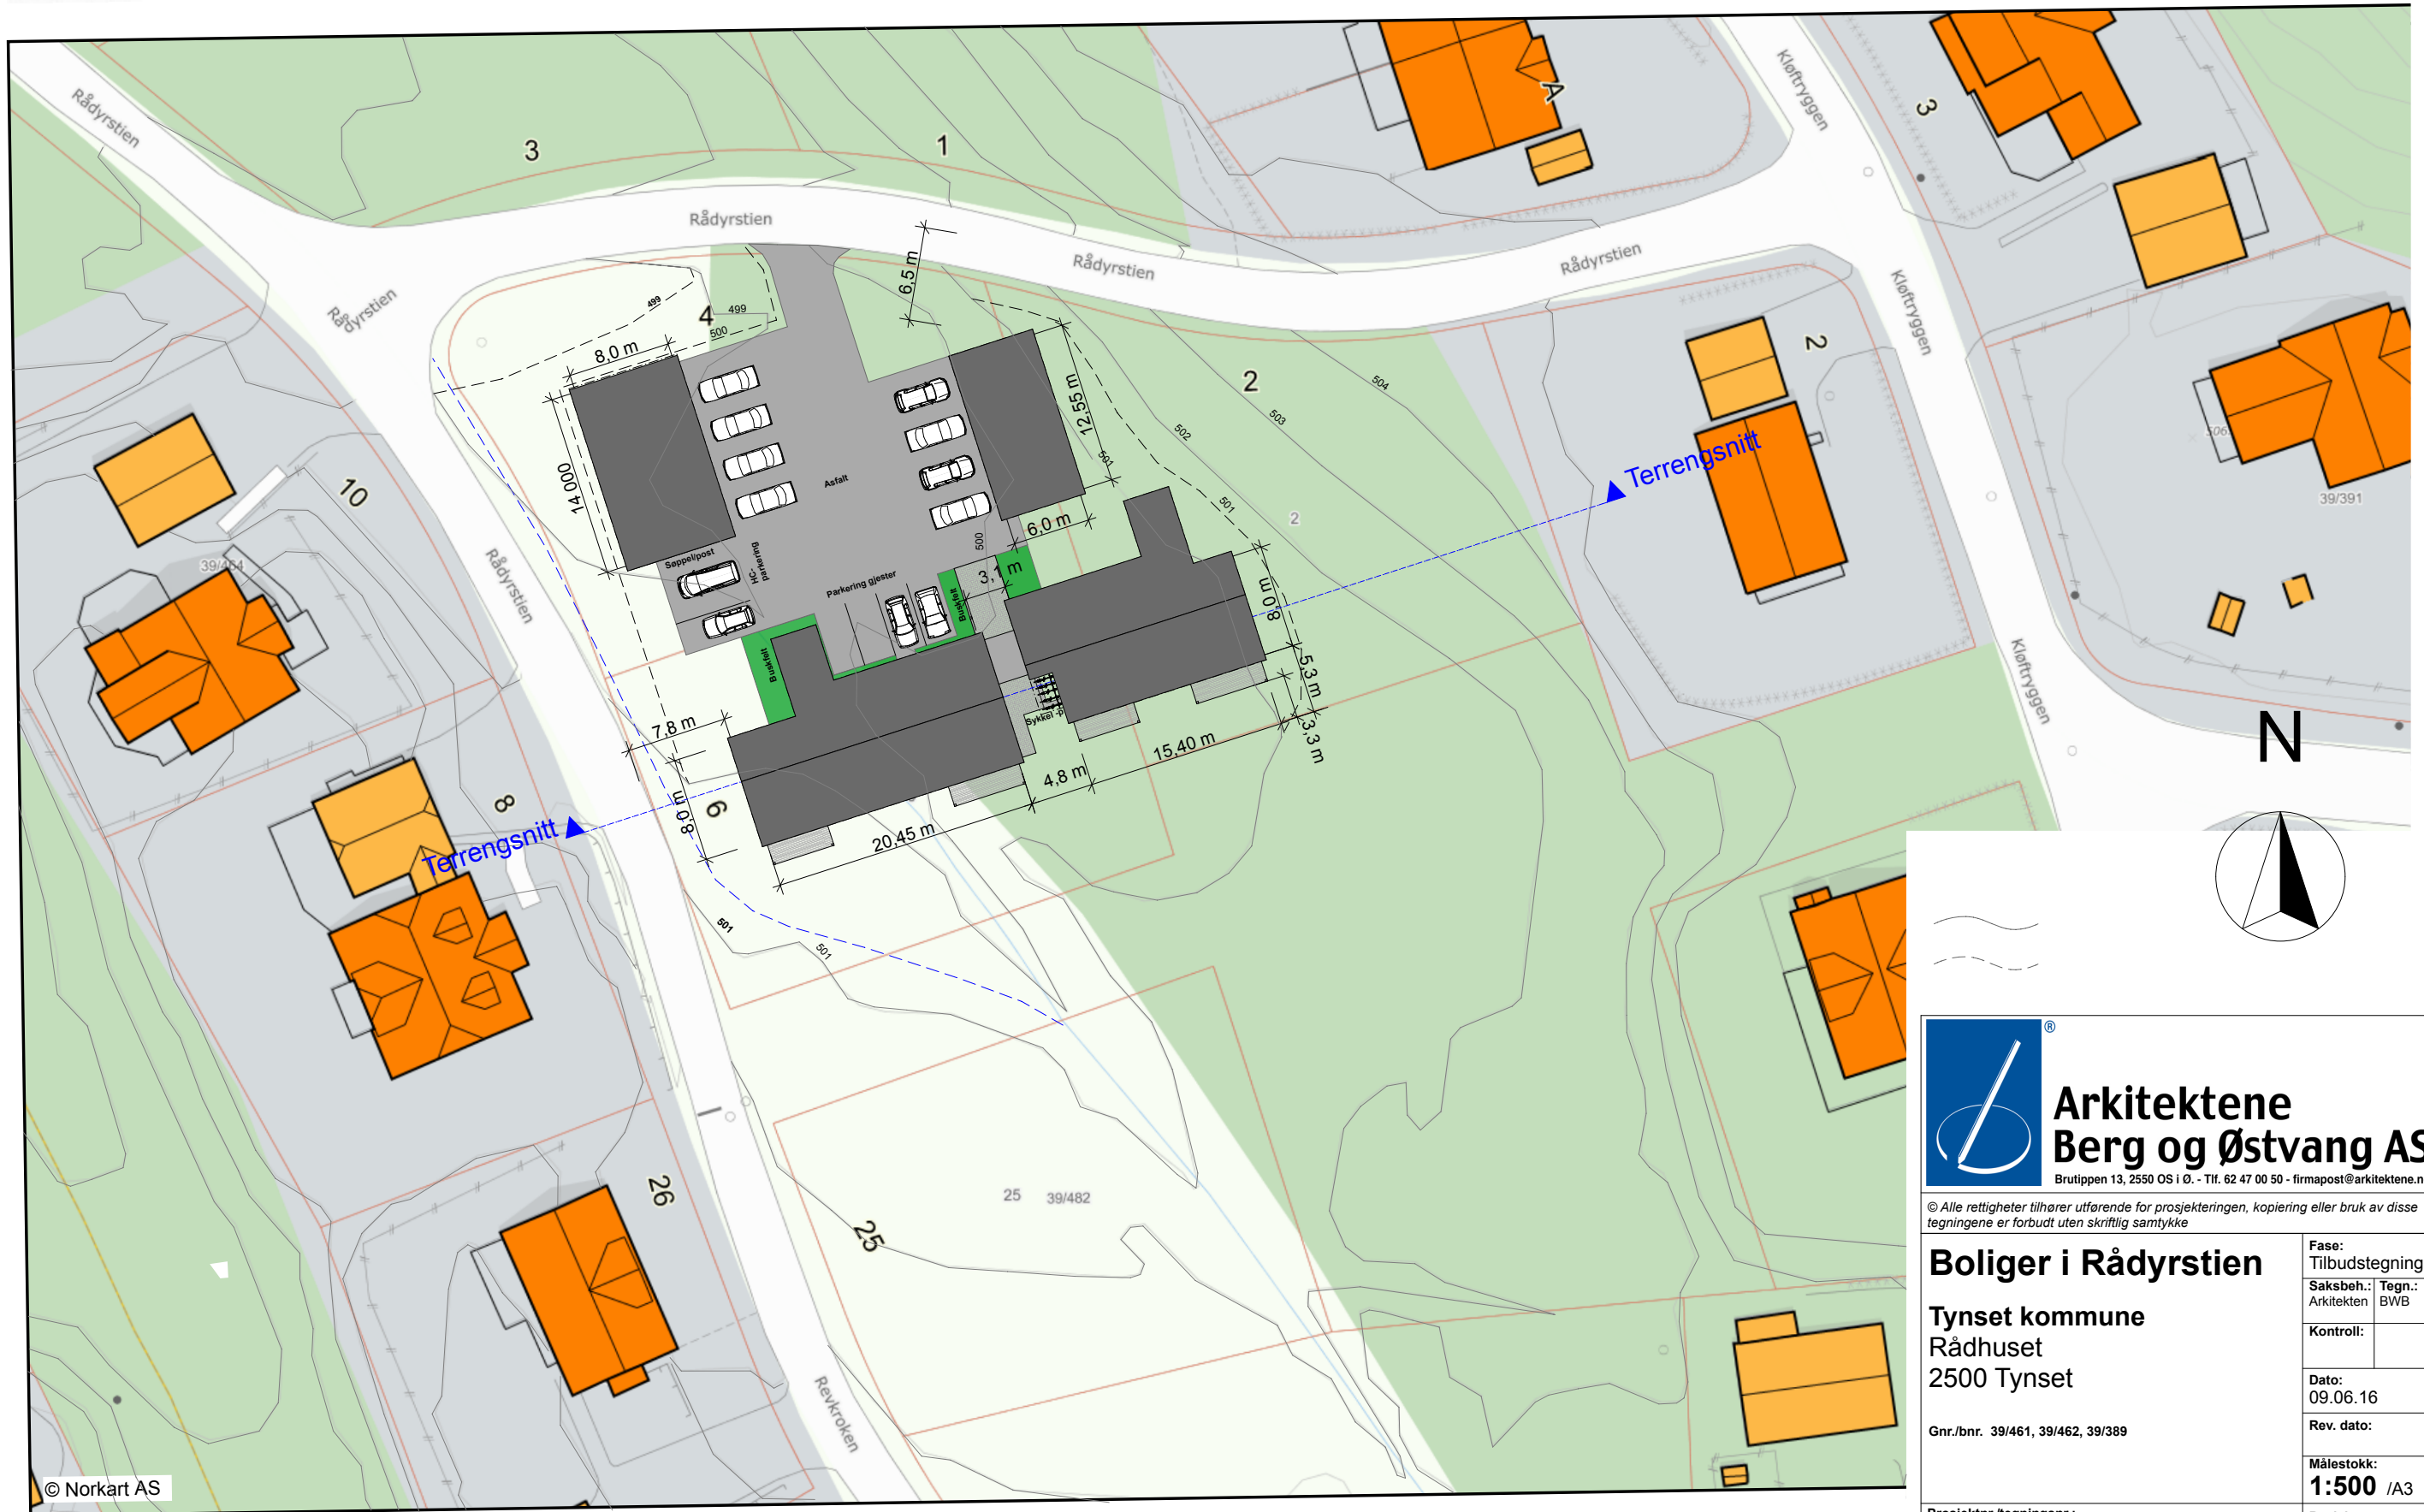 Rådyrstien
3
1
A
Kløftryggen
3
Rådyrstien
Rådyrstien
Rådyrstien
Rådyrstien
6,5 m
Kløftryggen
499
4
499
500
8,0 m
2
2
504
503
502
12,55m
501
501
Terrengsnitt
506
39/391
14 000
Asfalt
10
2
6,0 m
500
Søppel/post
HC-
parkering
Parkering gjester
3,1 m
Buskfelt
Buskfelt
39/464
Rådyrstien
8,0 m
5,3 m
3,3 m
Kløftryggen
N
7,8 m
Sykkel -p
15,40 m
4,8 m
8,0 m
6
20,45 m
8
Terrengsnitt
501
501
26
25
25 39/482
Revkroken
© Norkart AS
®
Arkitektene
Berg og Østvang AS
Brutippen 13, 2550 OS i Ø. - Tlf. 62 47 00 50 - firmapost@arkitektene.n
© Alle rettigheter tilhører utførende for prosjekteringen, kopiering eller bruk av disse
tegningene er forbudt uten skriftlig samtykke
Boliger i Rådyrstien
Tynset kommune
Rådhuset
2500 Tynset
Gnr./bnr. 39/461, 39/462, 39/389
Fase:
Tilbudstegning
Saksbeh.: Tegn.:
Arkitekten BWB
Kontroll:
Dato:
09.06.16
Rev. dato:
Målestokk:
1:500 /A3